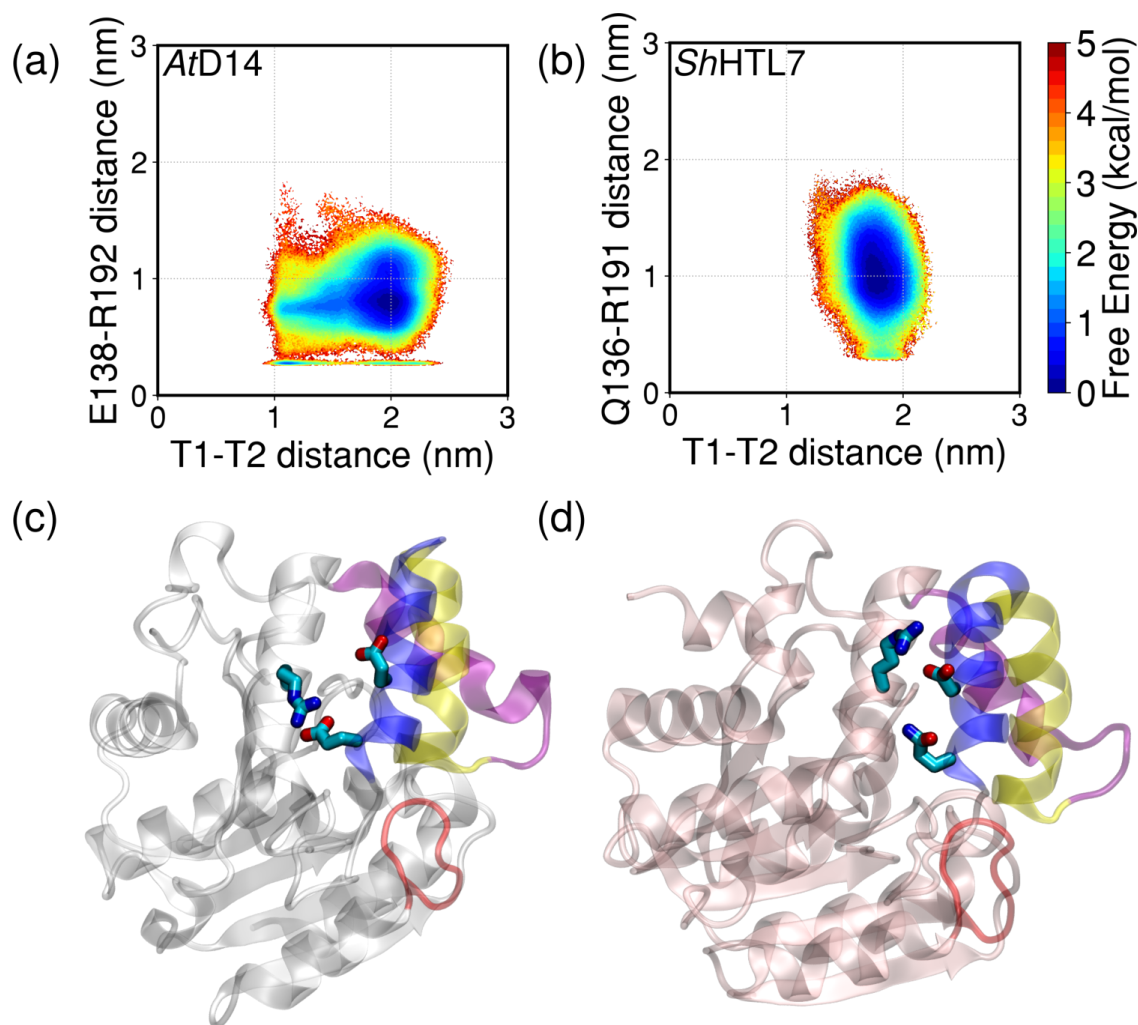 (a)
AtD14
E138-R192 distance (nm)
3
2
1
0
0 1 2 3
T1-T2 distance (nm)
(b)
ShHTL7
Q136-R191 distance (nm)
3
2
1
0
0 1 2 3
T1-T2 distance (nm)
5
4
3
2
1
0
Free Energy (kcal/mol)
(c)
(d)